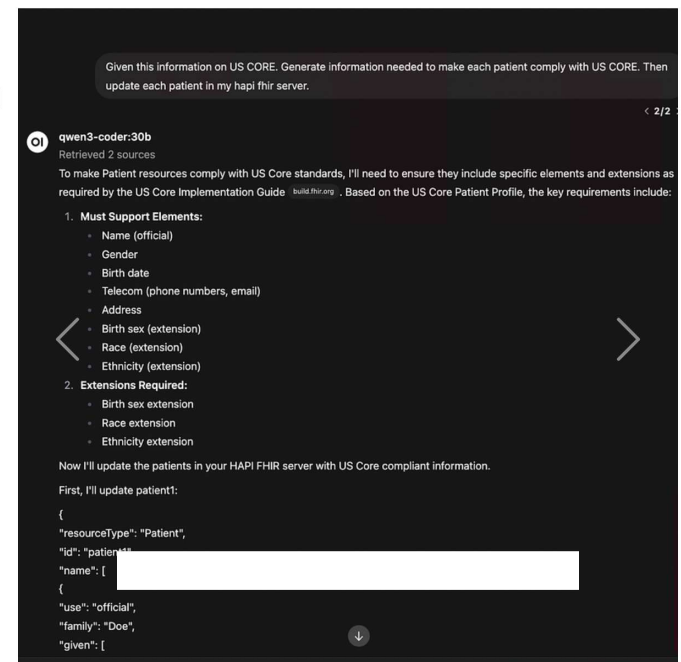 Given this information on US CORE. Generate information needed to make each patient comply with US CORE. Then
update each patient in my hapi fhir server.
2/2
OI
qwen3-coder:30b
Retrieved 2 sources
To make Patient resources comply with US Core standards, I'll need to ensure they include specific elements and extensions as
required by the US Core Implementation Guide build.fhir.org . Based on the US Core Patient Profile, the key requirements include:
1. Must Support Elements:
Name (official)
Gender
Birth date
Telecom (phone numbers, email)
Address
Birth sex (extension)
Race (extension)
Ethnicity (extension)
2. Extensions Required:
Birth sex extension
Race extension
Ethnicity extension
Now I'll update the patients in your HAPI FHIR server with US Core compliant information.
First, I'll update patient1:
{
"resourceType": "Patient",
"id": "patient1"
"name": [
{
"use": "official",
"family": "Doe",
"given": [